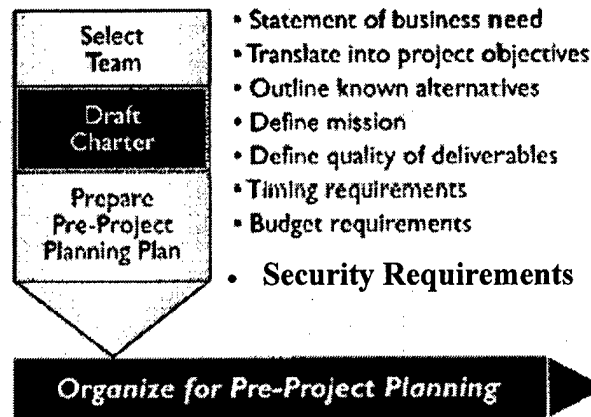 Select
Team
Draft
Charter
Prepare
Pre-Project
Planning Plan
• Statement of business need
• Translate into project objectives
• Outline known alternatives
• Define mission
• Define quality of deliverables
• Timing requirements
• Budget requirements
• Security Requirements
Organize for Pre-Project Planning